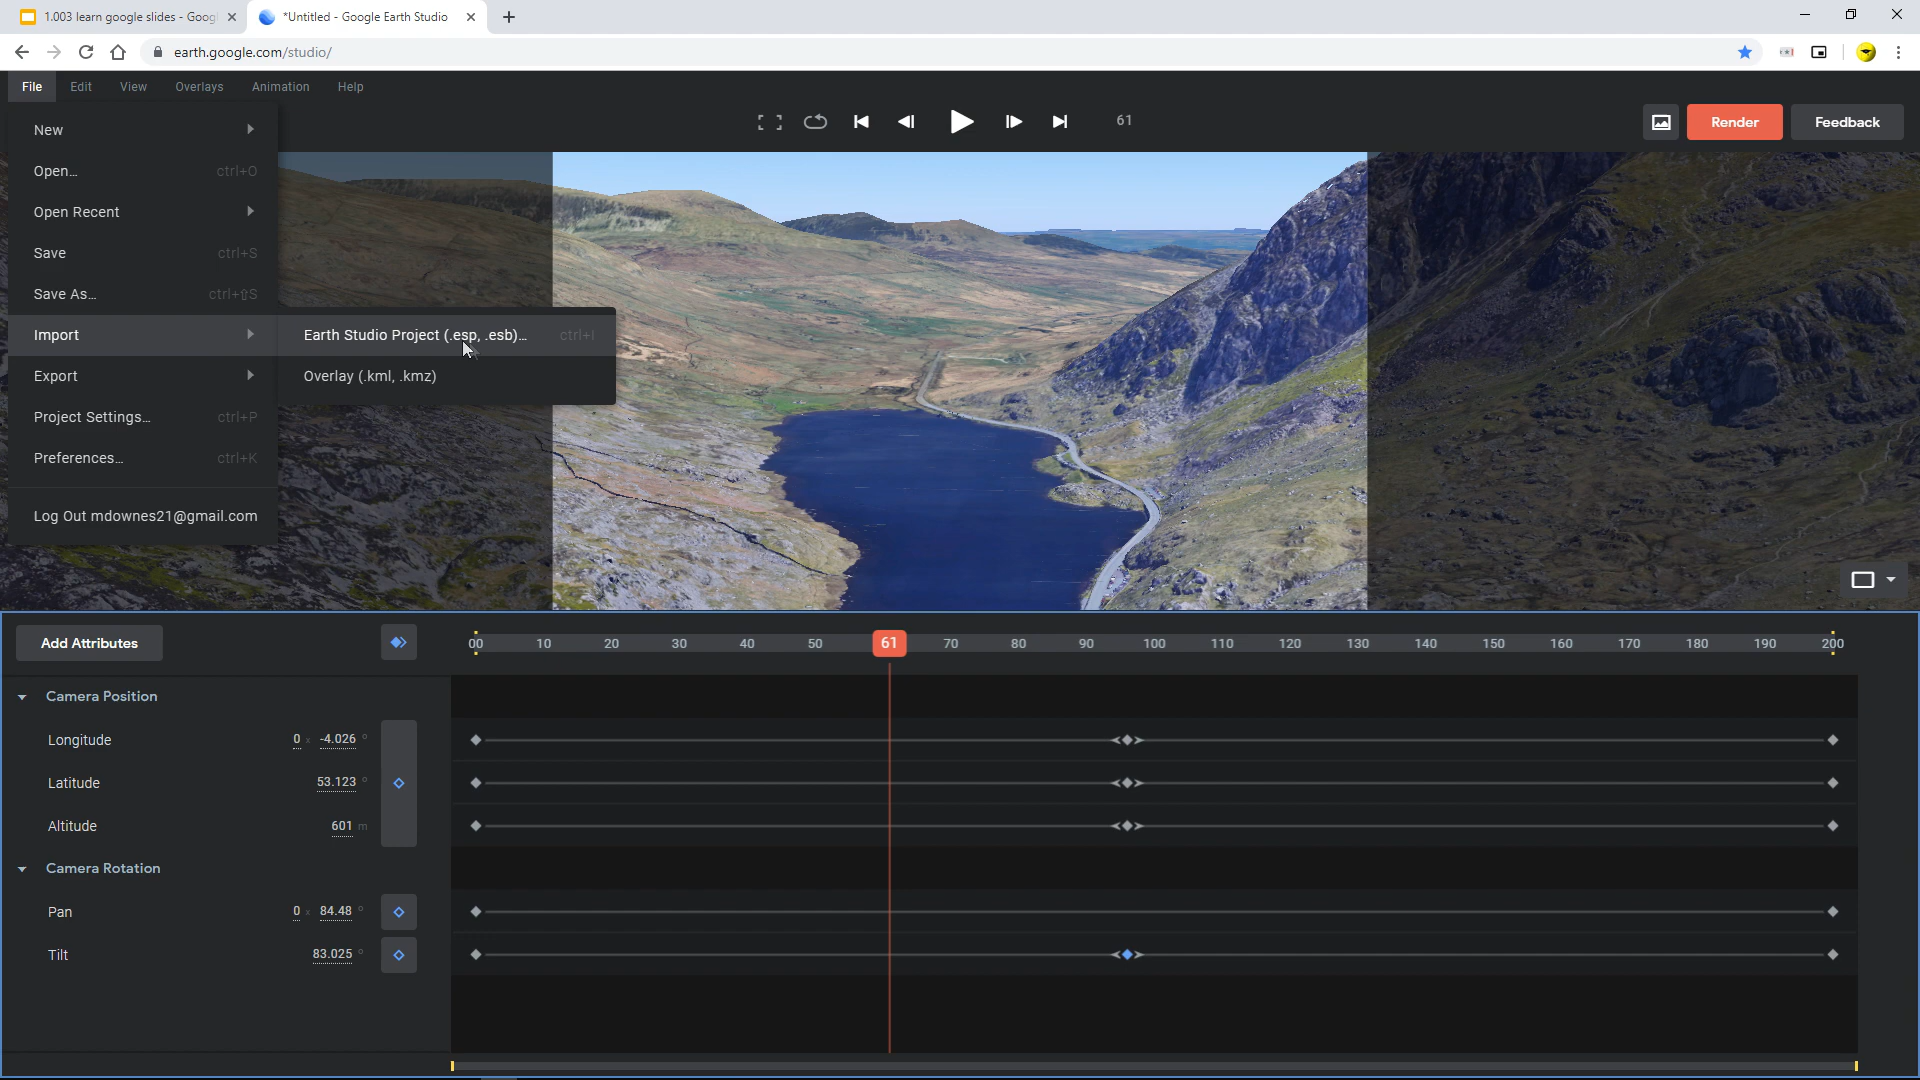 1.003 learn google slides - Goog
*Untitled - Google Earth Studio
earth.google.com/studio/
File Edit View Overlays Animation Help
61
Render
Feedback
New
Open... ctrl+O
Open Recent
Save ctrl+S
Save As... ctrl+⇧S
Import
Earth Studio Project (.esp, .esb)... ctrl+I
Overlay (.kml, .kmz)
Export
Project Settings... ctrl+P
Preferences... ctrl+K
Log Out mdownes21@gmail.com
Add Attributes
00 10 20 30 40 50 61 70 80 90 100 110 120 130 140 150 160 170 180 190 200
Camera Position
Longitude 0 x -4.026 °
Latitude 53.123 °
Altitude 601 m
Camera Rotation
Pan 0 x 84.48 °
Tilt 83.025 °